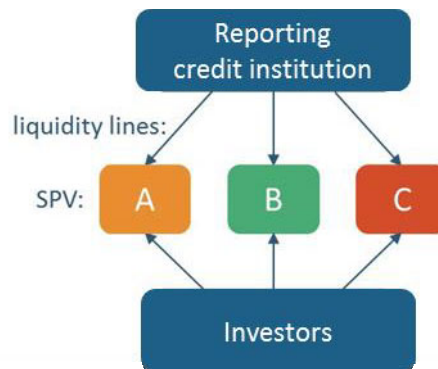 Reporting
credit institution
liquidity lines:
SPV:
A
B
C
Investors